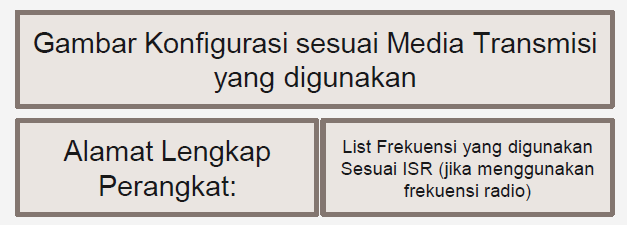 Gambar Konfigurasi sesuai Media Transmisi
yang digunakan
Alamat Lengkap
Perangkat:
List Frekuensi yang digunakan
Sesuai ISR (jika menggunakan
frekuensi radio)